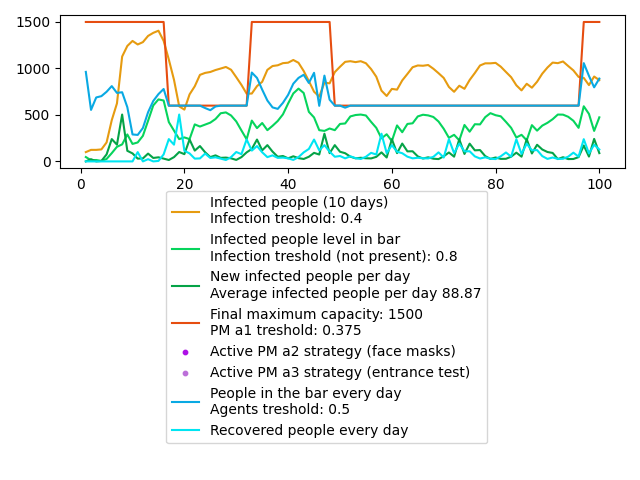 1500
1000
500
0
0
20
40
60
80
100
Infected people (10 days)
Infection treshold: 0.4
Infected people level in bar
Infection treshold (not present): 0.8
New infected people per day
Average infected people per day 88.87
Final maximum capacity: 1500
PM a1 treshold: 0.375
Active PM a2 strategy (face masks)
Active PM a3 strategy (entrance test)
People in the bar every day
Agents treshold: 0.5
Recovered people every day